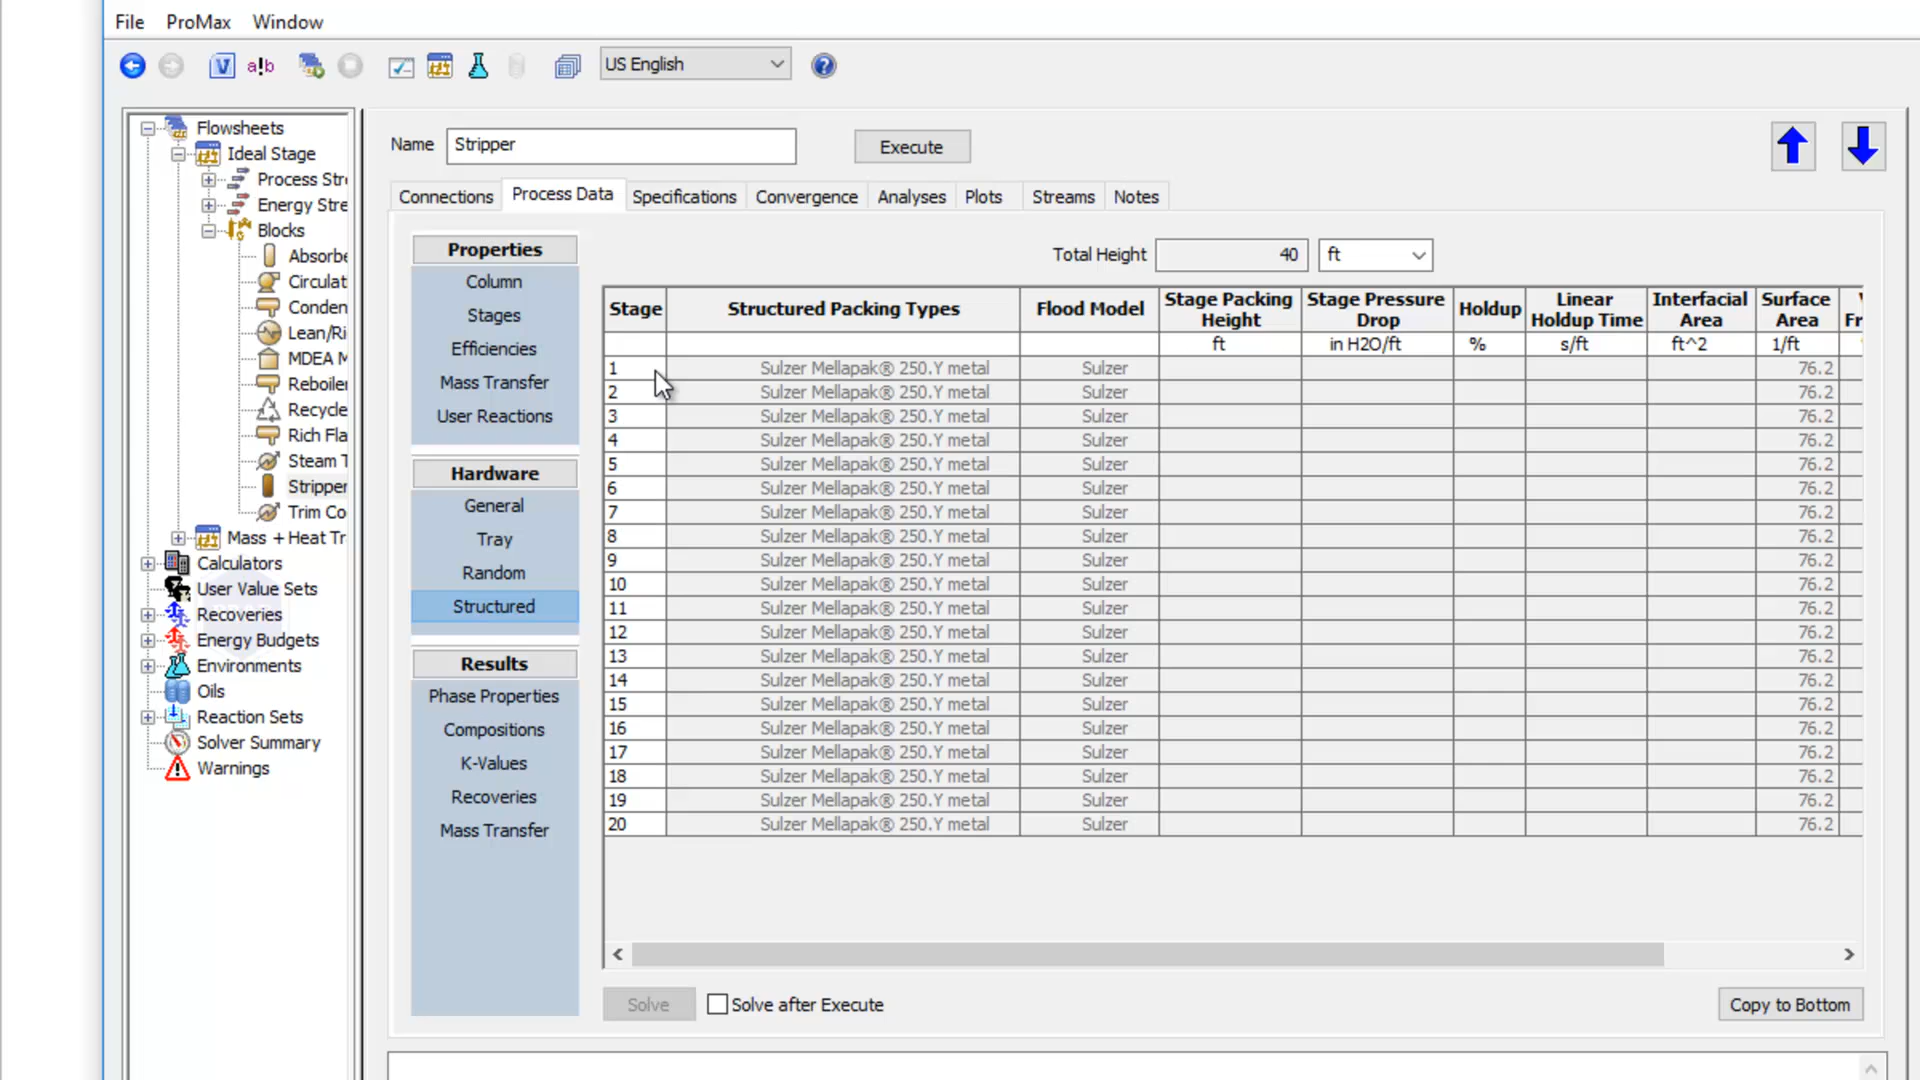 File ProMax Window
V a!b US English ?
Flowsheets
Ideal Stage
Process Stre
Energy Stre
Blocks
Absorbe
Circulat
Conden
Lean/Ri
MDEA M
Reboiler
Recycle
Rich Fla
Steam T
Stripper
Trim Co
Mass + Heat Tr
Calculators
User Value Sets
Recoveries
Energy Budgets
Environments
Oils
Reaction Sets
Solver Summary
Warnings
Name Stripper Execute
Connections Process Data Specifications Convergence Analyses Plots Streams Notes
Properties
Column
Stages
Efficiencies
Mass Transfer
User Reactions
Hardware
General
Tray
Random
Structured
Results
Phase Properties
Compositions
K-Values
Recoveries
Mass Transfer
Total Height 40 ft
Stage Structured Packing Types Flood Model Stage Packing Height Stage Pressure Drop Holdup Linear Holdup Time Interfacial Area Surface Area
ft in H2O/ft % s/ft ft^2 1/ft
1 Sulzer Mellapak® 250.Y metal Sulzer 76.2
2 Sulzer Mellapak® 250.Y metal Sulzer 76.2
3 Sulzer Mellapak® 250.Y metal Sulzer 76.2
4 Sulzer Mellapak® 250.Y metal Sulzer 76.2
5 Sulzer Mellapak® 250.Y metal Sulzer 76.2
6 Sulzer Mellapak® 250.Y metal Sulzer 76.2
7 Sulzer Mellapak® 250.Y metal Sulzer 76.2
8 Sulzer Mellapak® 250.Y metal Sulzer 76.2
9 Sulzer Mellapak® 250.Y metal Sulzer 76.2
10 Sulzer Mellapak® 250.Y metal Sulzer 76.2
11 Sulzer Mellapak® 250.Y metal Sulzer 76.2
12 Sulzer Mellapak® 250.Y metal Sulzer 76.2
13 Sulzer Mellapak® 250.Y metal Sulzer 76.2
14 Sulzer Mellapak® 250.Y metal Sulzer 76.2
15 Sulzer Mellapak® 250.Y metal Sulzer 76.2
16 Sulzer Mellapak® 250.Y metal Sulzer 76.2
17 Sulzer Mellapak® 250.Y metal Sulzer 76.2
18 Sulzer Mellapak® 250.Y metal Sulzer 76.2
19 Sulzer Mellapak® 250.Y metal Sulzer 76.2
20 Sulzer Mellapak® 250.Y metal Sulzer 76.2
Solve Solve after Execute Copy to Bottom